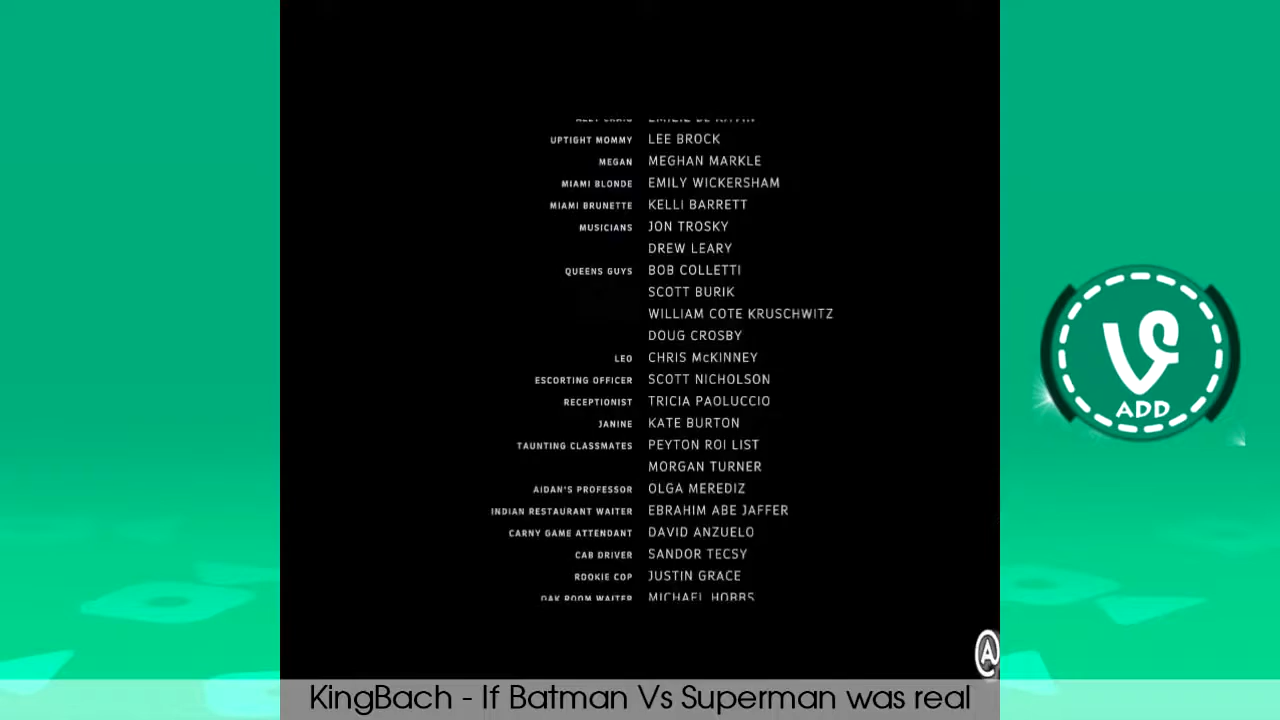 UPTIGHT MOMMY LEE BROCK
MEGAN MEGHAN MARKLE
MIAMI BLONDE EMILY WICKERSHAM
MIAMI BRUNETTE KELLI BARRETT
MUSICIANS JON TROSKY
DREW LEARY
QUEENS GUYS BOB COLLETTI
SCOTT BURIK
WILLIAM COTE KRUSCHWITZ
DOUG CROSBY
LEO CHRIS McKINNEY
ESCORTING OFFICER SCOTT NICHOLSON
RECEPTIONIST TRICIA PAOLUCCIO
JANINE KATE BURTON
TAUNTING CLASSMATES PEYTON ROI LIST
MORGAN TURNER
AIDAN'S PROFESSOR OLGA MEREDIZ
INDIAN RESTAURANT WAITER EBRAHIM ABE JAFFER
CARNY GAME ATTENDANT DAVID ANZUELO
CAB DRIVER SANDOR TECSY
ROOKIE COP JUSTIN GRACE
OAK ROOM WAITER MICHAEL HOBBS
ADD
KingBach - If Batman Vs Superman was real